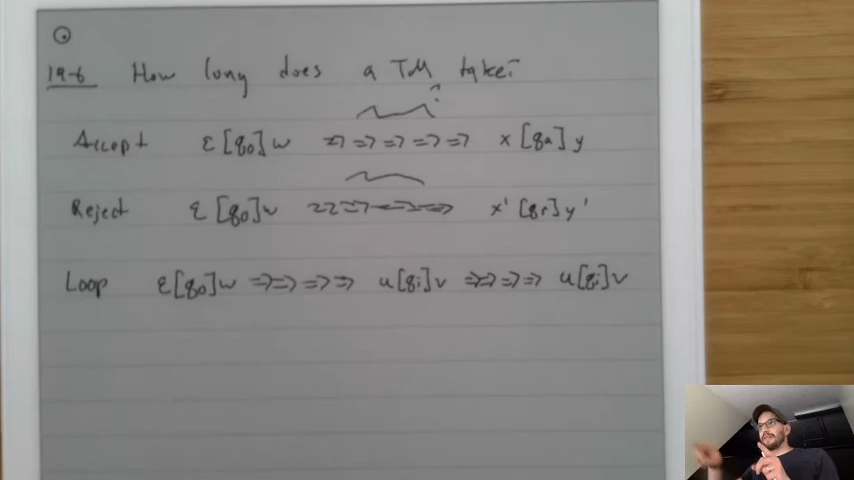 19-6 How long does a TM take?
?
Accept ε[q₀]w ⇒⇒⇒⇒⇒ x[qa]y
Reject ε[q₀]w ⇒⇒⇒⇒⇒ x'[qr]y'
Loop ε[q₀]w ⇒⇒⇒⇒ u[qi]v ⇒⇒⇒⇒ u[qi]v